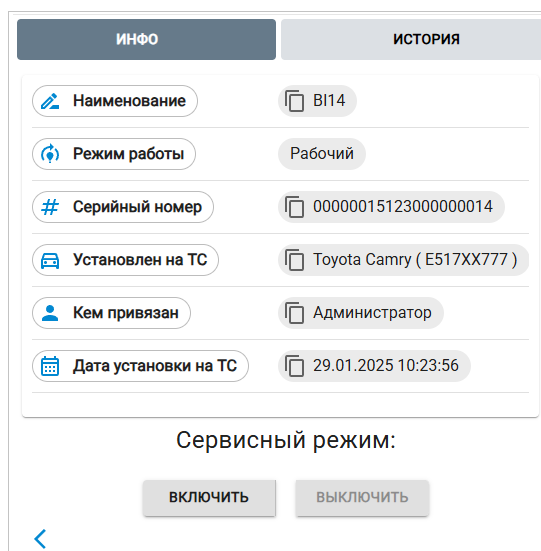 ИНФО
ИСТОРИЯ
Наименование
BI14
Режим работы
Рабочий
Серийный номер
00000015123000000014
Установлен на ТС
Toyota Camry ( E517XX777 )
Кем привязан
Администратор
Дата установки на ТС
29.01.2025 10:23:56
Сервисный режим:
ВКЛЮЧИТЬ
ВЫКЛЮЧИТЬ